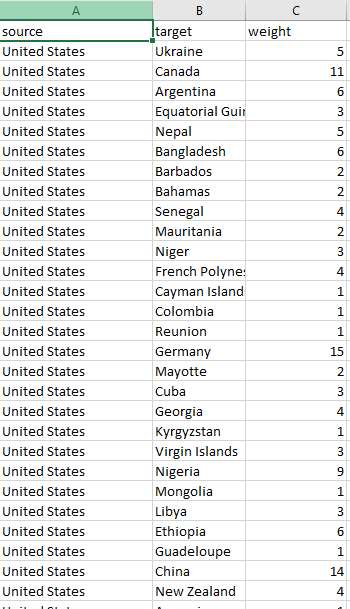 A B C
source target weight
United States Ukraine 5
United States Canada 11
United States Argentina 6
United States Equatorial Guin 3
United States Nepal 5
United States Bangladesh 6
United States Barbados 2
United States Bahamas 2
United States Senegal 4
United States Mauritania 2
United States Niger 3
United States French Polynes 4
United States Cayman Island 1
United States Colombia 1
United States Reunion 1
United States Germany 15
United States Mayotte 2
United States Cuba 3
United States Georgia 4
United States Kyrgyzstan 1
United States Virgin Islands 3
United States Nigeria 9
United States Mongolia 1
United States Libya 3
United States Ethiopia 6
United States Guadeloupe 1
United States China 14
United States New Zealand 4